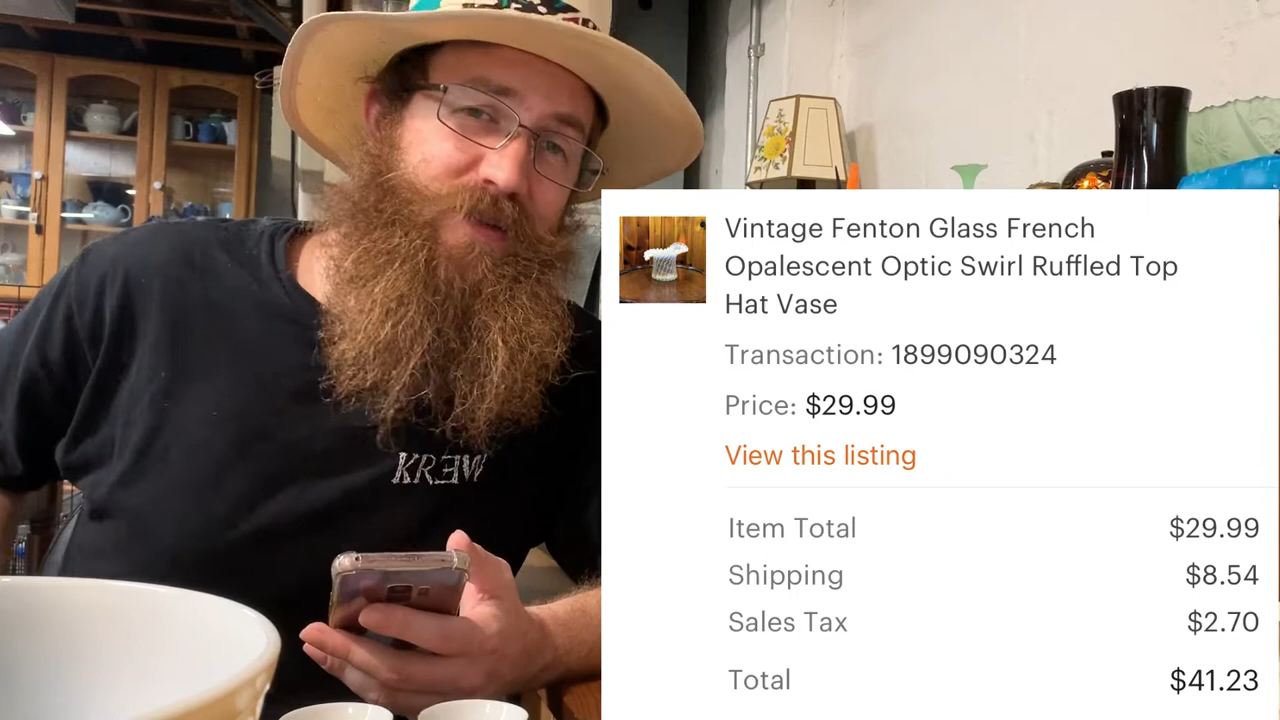 KRƎW
Vintage Fenton Glass French
Opalescent Optic Swirl Ruffled Top
Hat Vase
Transaction: 1899090324
Price: $29.99
View this listing
Item Total $29.99
Shipping $8.54
Sales Tax $2.70
Total $41.23